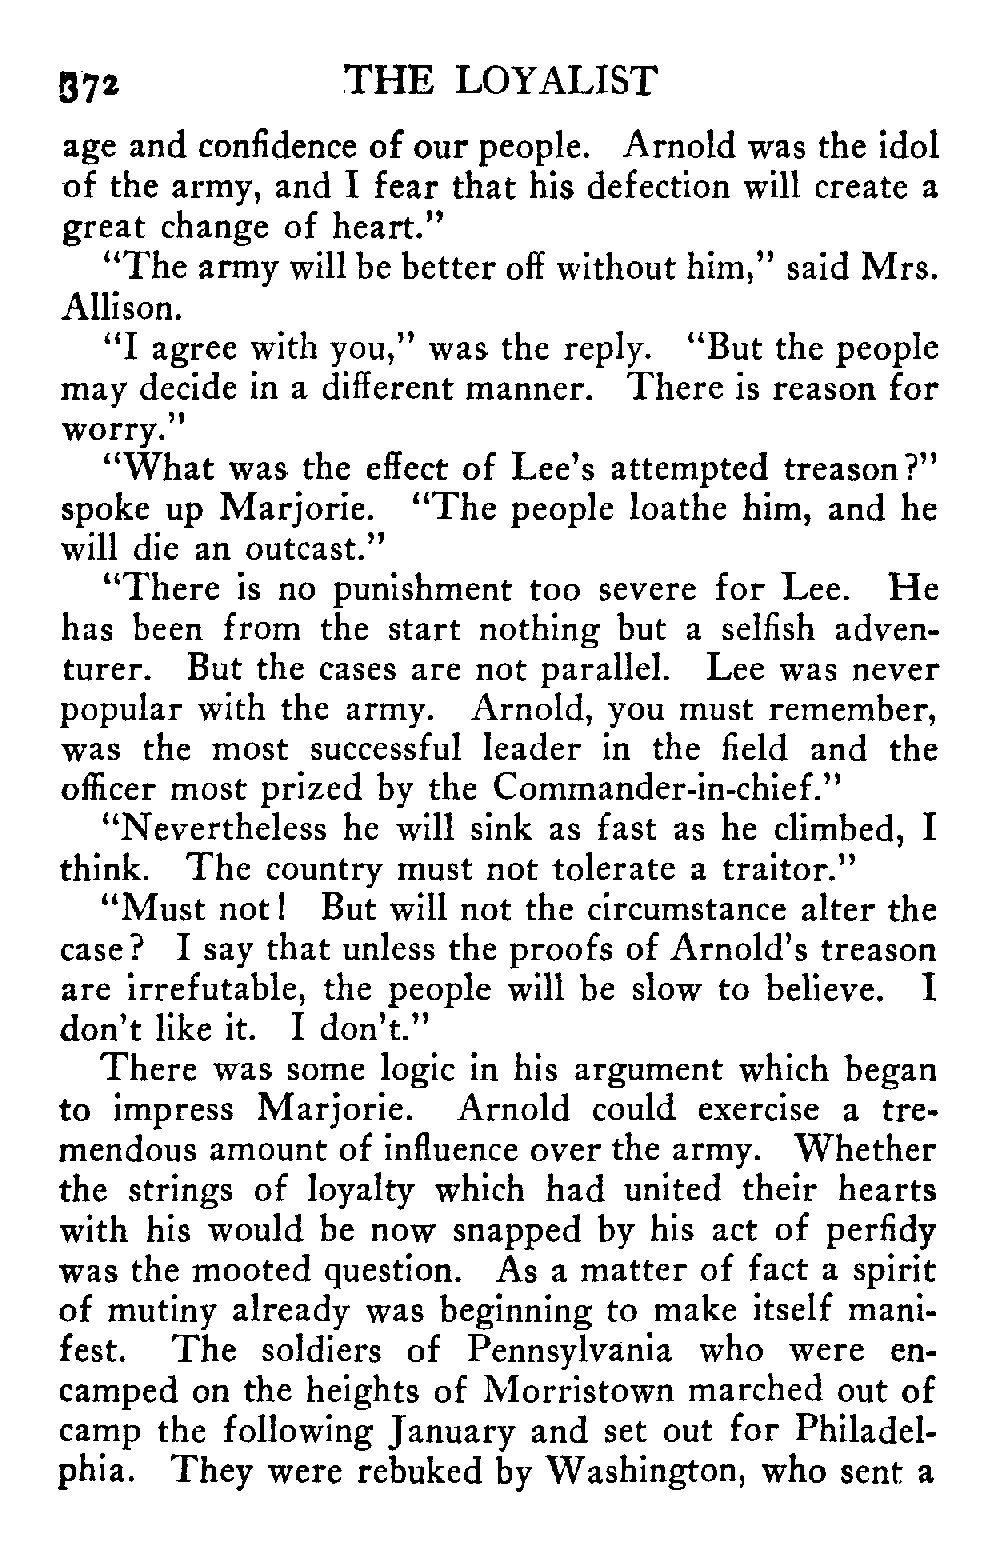 372 THE LOYALIST
age and confidence of our people. Arnold was the idol
of the army, and I fear that his defection will create a
great change of heart."
"The army will be better off without him," said Mrs.
Allison.
"I agree with you," was the reply. "But the people
may decide in a different manner. There is reason for
worry."
"What was the effect of Lee's attempted treason?"
spoke up Marjorie. "The people loathe him, and he
will die an outcast."
"There is no punishment too severe for Lee. He
has been from the start nothing but a selfish adven-
turer. But the cases are not parallel. Lee was never
popular with the army. Arnold, you must remember,
was the most successful leader in the field and the
officer most prized by the Commander-in-chief."
"Nevertheless he will sink as fast as he climbed, I
think. The country must not tolerate a traitor."
"Must not! But will not the circumstance alter the
case? I say that unless the proofs of Arnold's treason
are irrefutable, the people will be slow to believe. I
don't like it. I don't."
There was some logic in his argument which began
to impress Marjorie. Arnold could exercise a tre-
mendous amount of influence over the army. Whether
the strings of loyalty which had united their hearts
with his would be now snapped by his act of perfidy
was the mooted question. As a matter of fact a spirit
of mutiny already was beginning to make itself mani-
fest. The soldiers of Pennsylvania who were en-
camped on the heights of Morristown marched out of
camp the following January and set out for Philadel-
phia. They were rebuked by Washington, who sent a